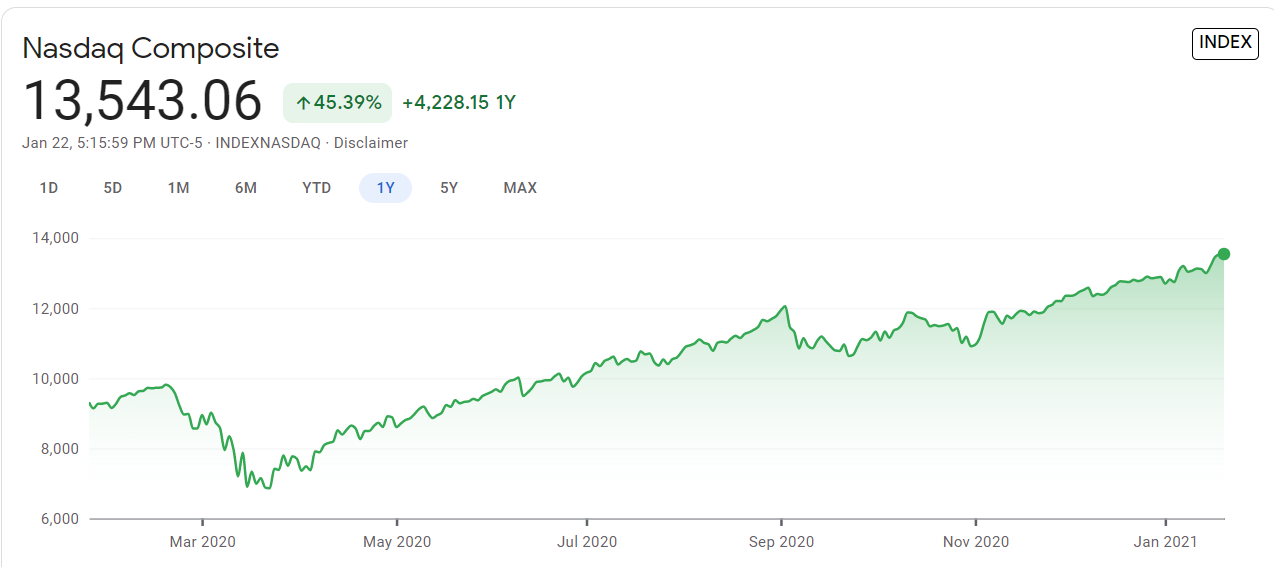 Nasdaq Composite
INDEX
13,543.06 ↑45.39% +4,228.15 1Y
Jan 22, 5:15:59 PM UTC-5 · INDEXNASDAQ · Disclaimer
1D 5D 1M 6M YTD 1Y 5Y MAX
14,000
12,000
10,000
8,000
6,000
Mar 2020 May 2020 Jul 2020 Sep 2020 Nov 2020 Jan 2021